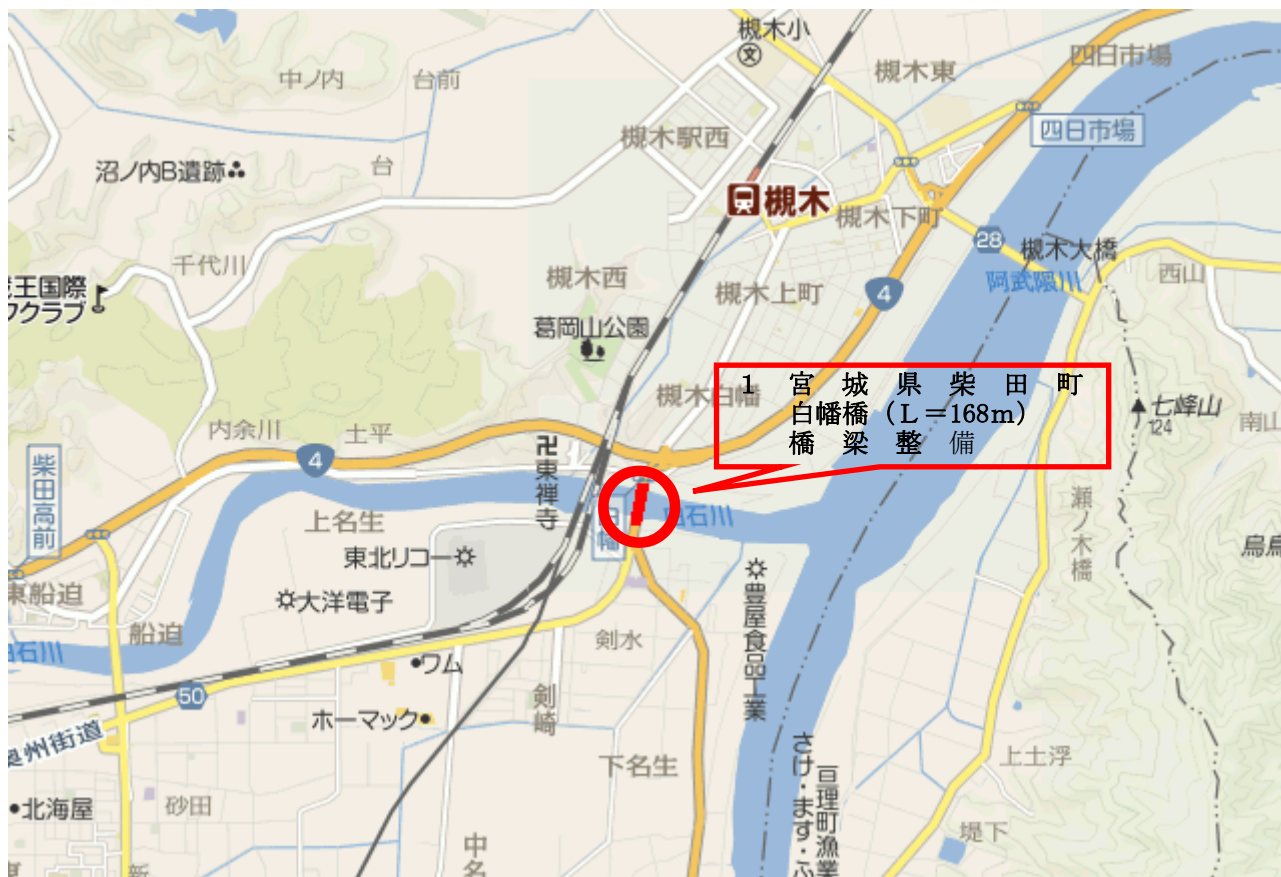 槻木小
文
四日市場
槻木東
中ノ内
台前
四日市場
槻木駅西
沼ノ内B遺跡
台
槻木
槻木下町
28
槻木大橋
千代川
阿武隈川
西山
王国際
クラブ
槻木西
槻木上町
4
葛岡山公園
1 宮城県柴田町
白幡橋(L=168m)
橋梁整備
槻木白幡
七峰山
124
南山
内余川
土平
4
柴田高前
卍東禅寺
瀬ノ木橋
上名生
白石川
白幡
東北リコー
東船迫
大洋電子
豊屋食品工業
船迫
石川
剣水
ワム
50
剣崎
ホーマック
奥州街道
下名生
さけ・ます・ふ
亘理町漁業
上土浮
北海屋
砂田
堤下
中名
新